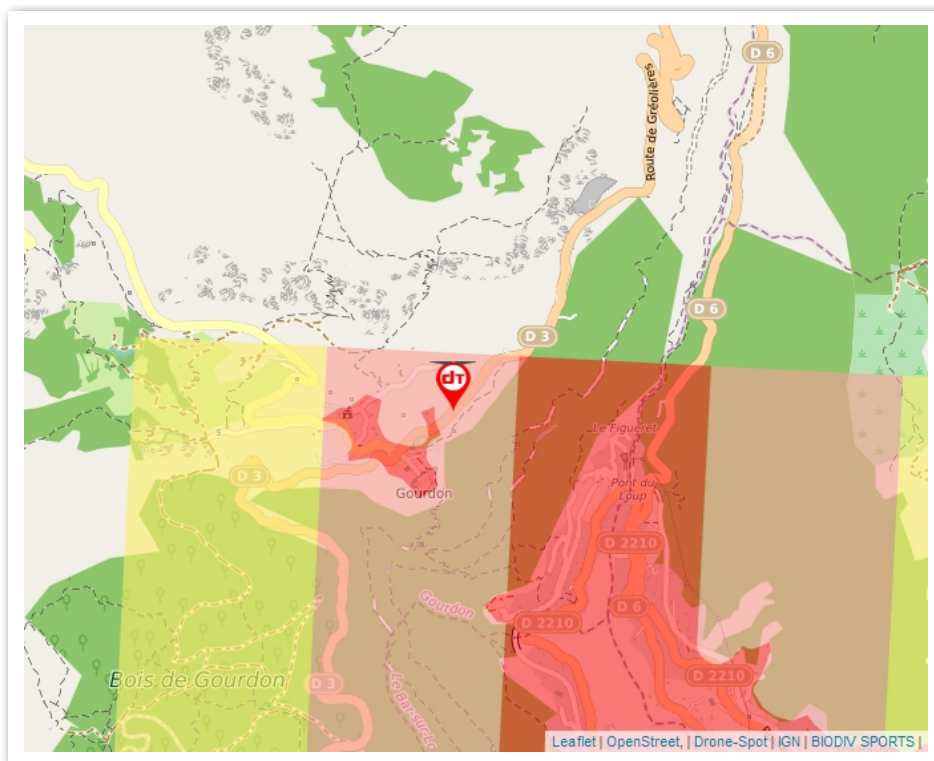 D 6
Route de Gréolières
D 6
D 3
dT
Le Figueret
D 3
Gourdon
Pont du
Loup
D 2210
Gourdon
D 6
D 2210
Bois de Gourdon
D 3
D 2210
Le Bar-sur-
Leaflet | OpenStreet, | Drone-Spot | IGN | BIODIV SPORTS |